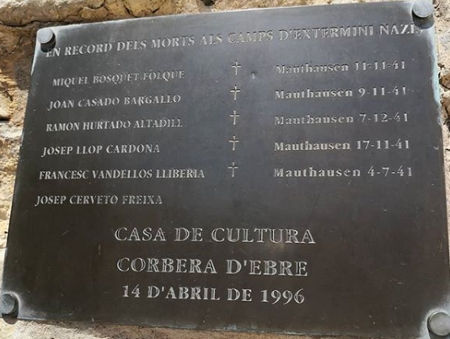 EN RECORD DELS MORTS ALS CAMPS D'EXTERMINI NAZI,
MIQUEL BOSQUET FOLQUE † Mauthausen 11-11-41
JOAN CASADO BARGALLO † Mauthausen 9-11-41
RAMON HURTADO ALTADILL † Mauthausen 7-12-41
JOSEP LLOP CARDONA † Mauthausen 17-11-41
FRANCESC VANDELLOS LLIBERIA † Mauthausen 4-7-41
JOSEP CERVETO FREIXA
CASA DE CULTURA
CORBERA D'EBRE
14 D'ABRIL DE 1996